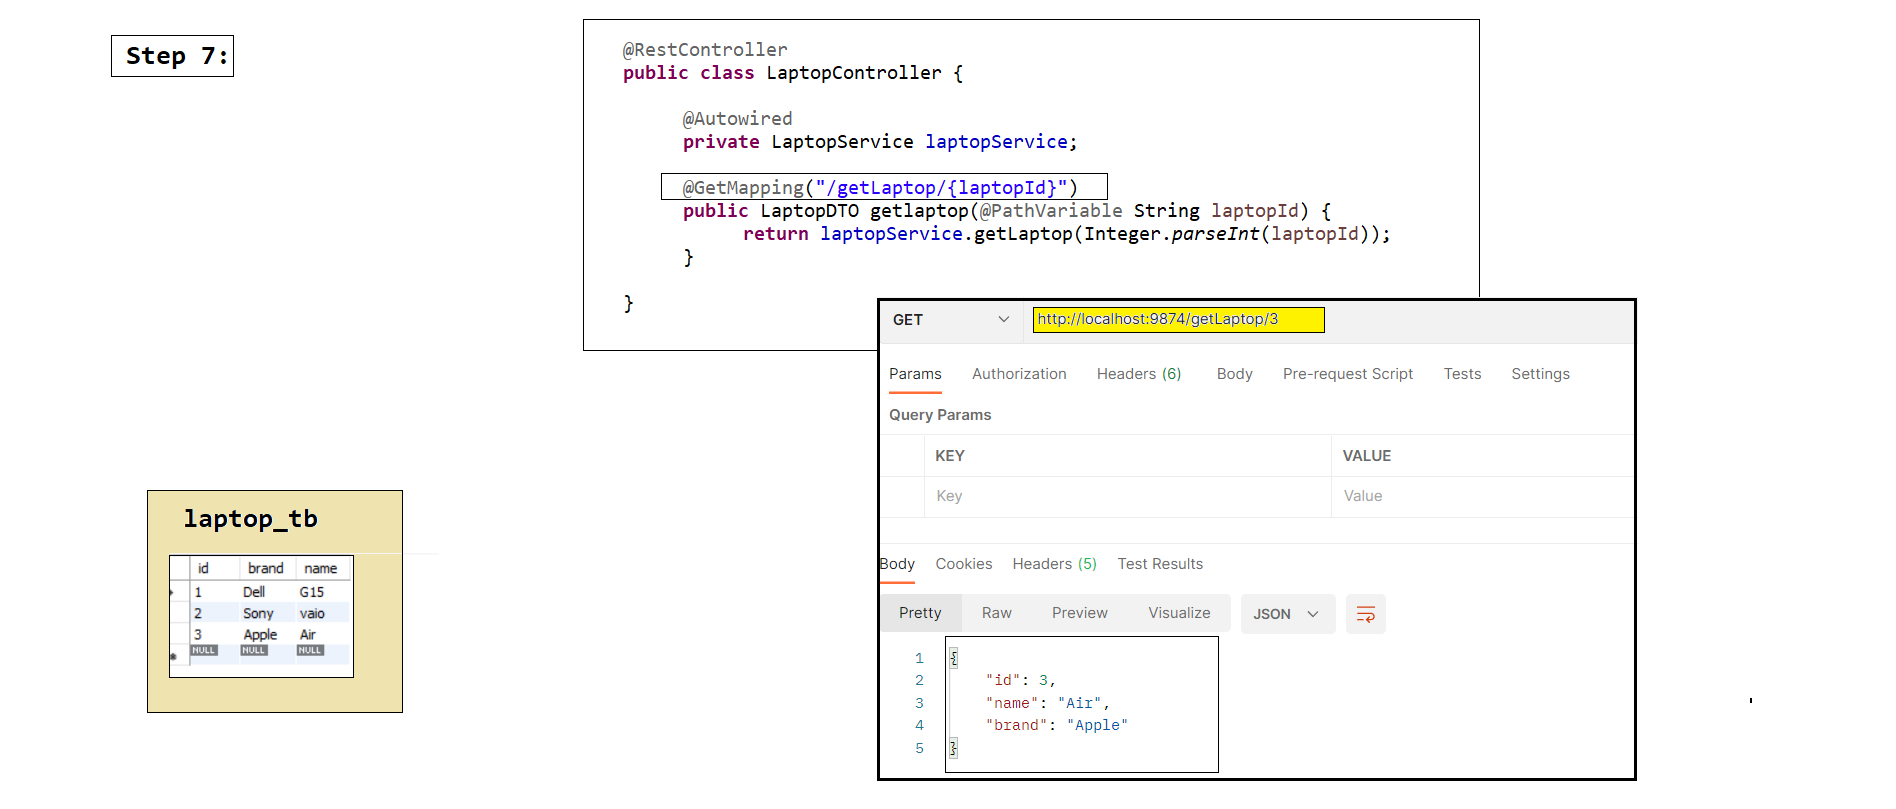 Step 7:
@RestController
public class LaptopController {
@Autowired
private LaptopService laptopService;
@GetMapping("/getLaptop/{laptopId}")
public LaptopDTO getlaptop(@PathVariable String laptopId) {
return laptopService.getLaptop(Integer.parseInt(laptopId));
}
}
GET http://localhost:9874/getLaptop/3
Params Authorization Headers (6) Body Pre-request Script Tests Settings
Query Params
KEY VALUE
Key Value
Body Cookies Headers (5) Test Results
Pretty Raw Preview Visualize JSON
1 {
2 "id": 3,
3 "name": "Air",
4 "brand": "Apple"
5 }
laptop_tb
id brand name
1 Dell G15
2 Sony vaio
3 Apple Air
NULL NULL NULL